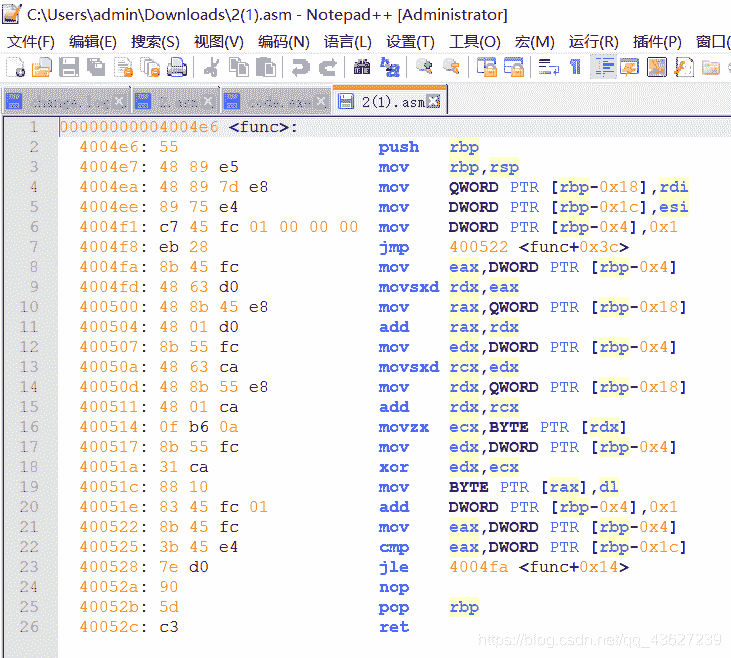 C:\Users\admin\Downloads\2(1).asm - Notepad++ [Administrator]
文件(F) 编辑(E) 搜索(S) 视图(V) 编码(N) 语言(L) 设置(T) 工具(O) 宏(M) 运行(R) 插件(P) 窗口(
change.log 2.asm code.exe 2(1).asm
1 00000000004004e6 <func>:
2 4004e6: 55 push rbp
3 4004e7: 48 89 e5 mov rbp,rsp
4 4004ea: 48 89 7d e8 mov QWORD PTR [rbp-0x18],rdi
5 4004ee: 89 75 e4 mov DWORD PTR [rbp-0x1c],esi
6 4004f1: c7 45 fc 01 00 00 00 mov DWORD PTR [rbp-0x4],0x1
7 4004f8: eb 28 jmp 400522 <func+0x3c>
8 4004fa: 8b 45 fc mov eax,DWORD PTR [rbp-0x4]
9 4004fd: 48 63 d0 movsxd rdx,eax
10 400500: 48 8b 45 e8 mov rax,QWORD PTR [rbp-0x18]
11 400504: 48 01 d0 add rax,rdx
12 400507: 8b 55 fc mov edx,DWORD PTR [rbp-0x4]
13 40050a: 48 63 ca movsxd rcx,edx
14 40050d: 48 8b 55 e8 mov rdx,QWORD PTR [rbp-0x18]
15 400511: 48 01 ca add rdx,rcx
16 400514: 0f b6 0a movzx ecx,BYTE PTR [rdx]
17 400517: 8b 55 fc mov edx,DWORD PTR [rbp-0x4]
18 40051a: 31 ca xor edx,ecx
19 40051c: 88 10 mov BYTE PTR [rax],dl
20 40051e: 83 45 fc 01 add DWORD PTR [rbp-0x4],0x1
21 400522: 8b 45 fc mov eax,DWORD PTR [rbp-0x4]
22 400525: 3b 45 e4 cmp eax,DWORD PTR [rbp-0x1c]
23 400528: 7e d0 jle 4004fa <func+0x14>
24 40052a: 90 nop
25 40052b: 5d pop rbp
26 40052c: c3 ret
https://blog.csdn.net/qq_43627239